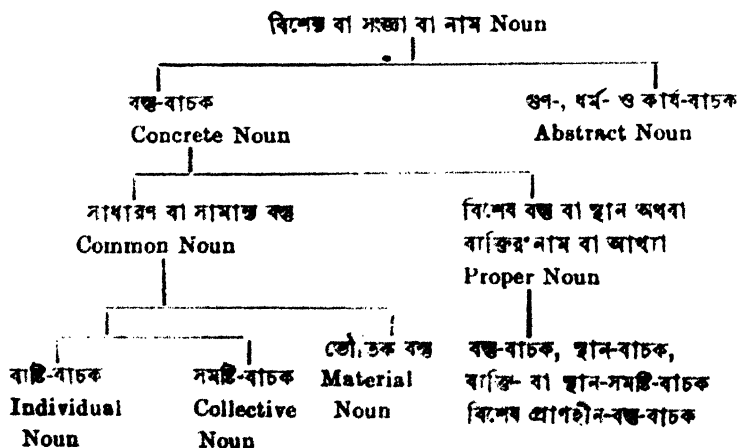 বিশেষ্য বা সংজ্ঞা বা নাম Noun
বস্তু-বাচক
Concrete Noun
গুণ-, ধর্ম- ও কার্য-বাচক
Abstract Noun
সাধারণ বা সামান্য বস্তু
Common Noun
বিশেষ বস্তু বা স্থান অথবা
ব্যক্তির নাম বা আখ্যা
Proper Noun
ব্যষ্টি-বাচক
Individual
Noun
সমষ্টি-বাচক
Collective
Noun
ভৌতিক বস্তু
Material
Noun
বস্তু-বাচক, স্থান-বাচক,
ব্যক্তি- বা স্থান-সমষ্টি-বাচক
বিশেষ প্রাণহীন-বস্তু-বাচক